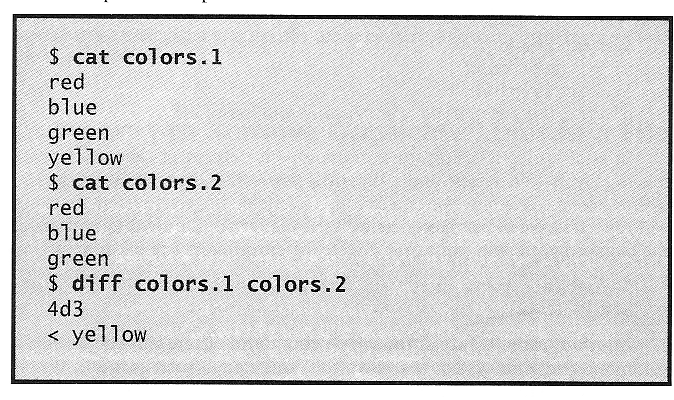 $ cat colors.1
red
blue
green
yellow
$ cat colors.2
red
blue
green
$ diff colors.1 colors.2
4d3
< yellow